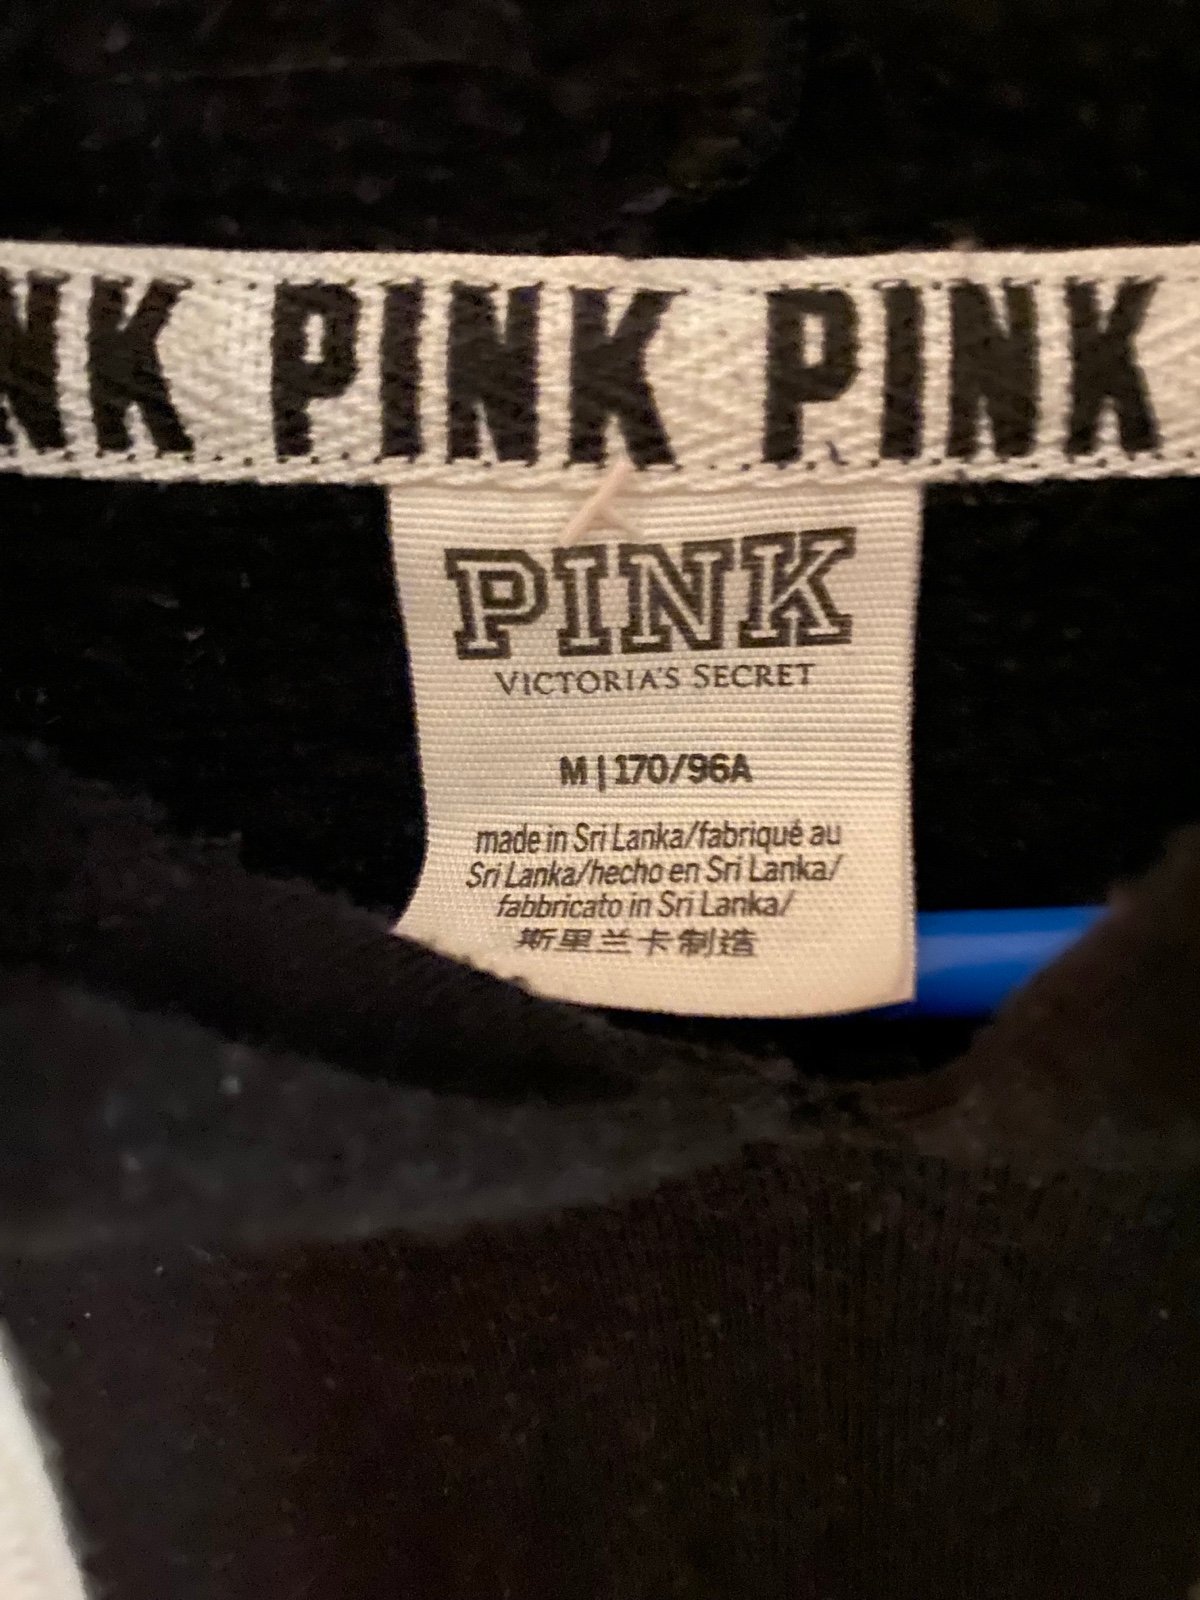 NK PINK PINK
PINK
VICTORIA'S SECRET
M | 170/96A
made in Sri Lanka/fabriqué au
Sri Lanka/hecho en Sri Lanka/
fabbricato in Sri Lanka/
斯里兰卡制造